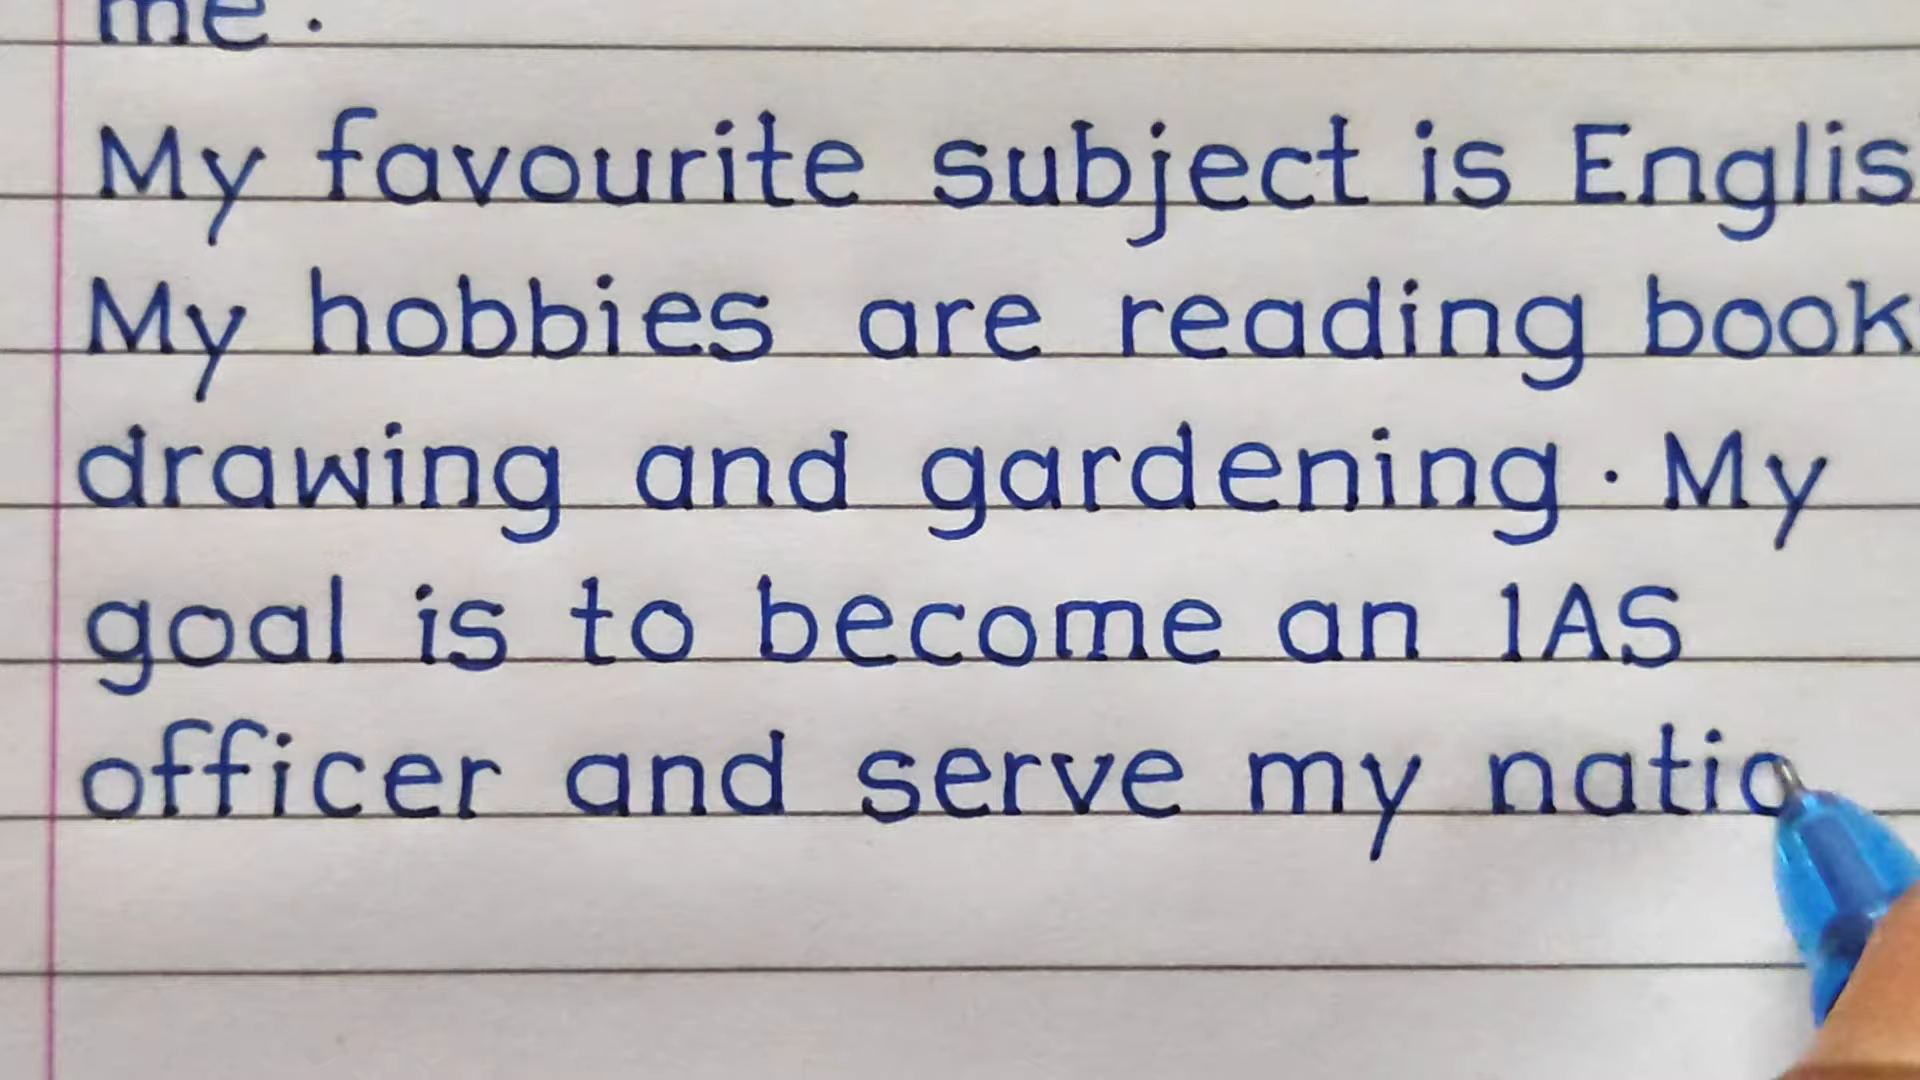 me.
My favourite subject is Englis
My hobbies are reading book
drawing and gardening. My
goal is to become an IAS
officer and serve my natio